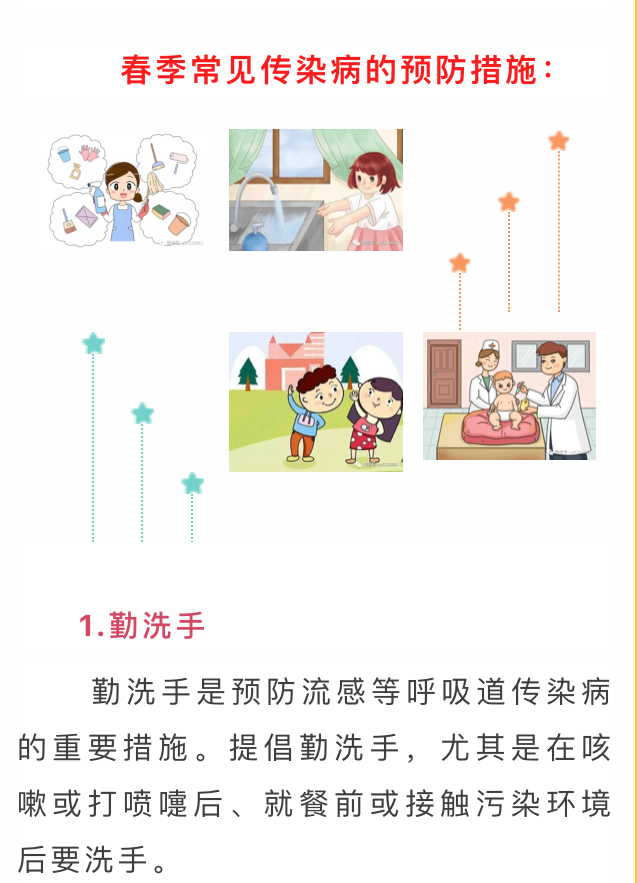 春季常见传染病的预防措施：
1.勤洗手
勤洗手是预防流感等呼吸道传染病
的重要措施。提倡勤洗手，尤其是在咳
嗽或打喷嚏后、就餐前或接触污染环境
后要洗手。